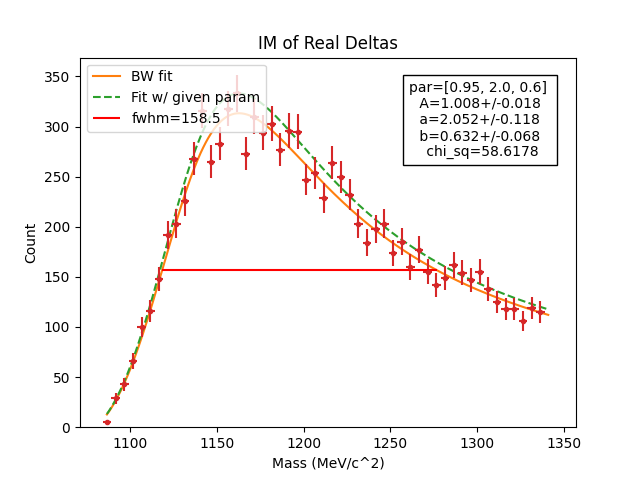 IM of Real Deltas
BW fit
Fit w/ given param
fwhm=158.5
par=[0.95, 2.0, 0.6]
A=1.008+/-0.018
a=2.052+/-0.118
b=0.632+/-0.068
chi_sq=58.6178
Count
350
300
250
200
150
100
50
0
1100
1150
1200
1250
1300
1350
Mass (MeV/c^2)